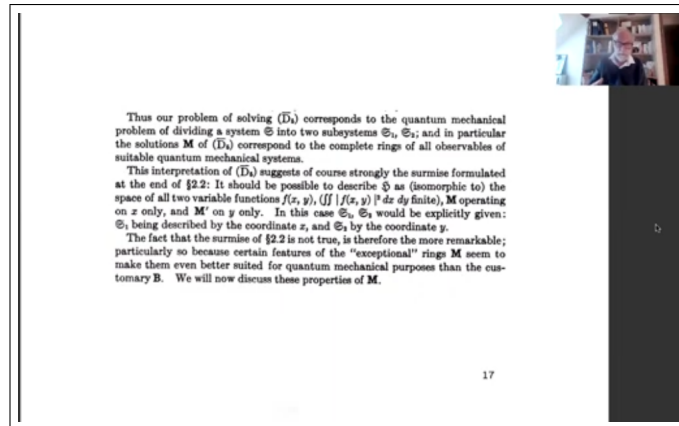 Thus our problem of solving (D̅₈) corresponds to the quantum mechanical
problem of dividing a system 𝔖 into two subsystems 𝔖₁, 𝔖₂; and in particular
the solutions M of (D̅₈) correspond to the complete rings of all observables of
suitable quantum mechanical systems.
This interpretation of (D̅₈) suggests of course strongly the surmise formulated
at the end of §2.2: It should be possible to describe ℌ as (isomorphic to) the
space of all two variable functions f(x, y), (∫∫ | f(x, y) |² dx dy finite), M operating
on x only, and M′ on y only. In this case 𝔖₁, 𝔖₂ would be explicitly given:
𝔖₁ being described by the coordinate x, and 𝔖₂ by the coordinate y.
The fact that the surmise of §2.2 is not true, is therefore the more remarkable;
particularly so because certain features of the "exceptional" rings M seem to
make them even better suited for quantum mechanical purposes than the cus-
tomary B. We will now discuss these properties of M.
17